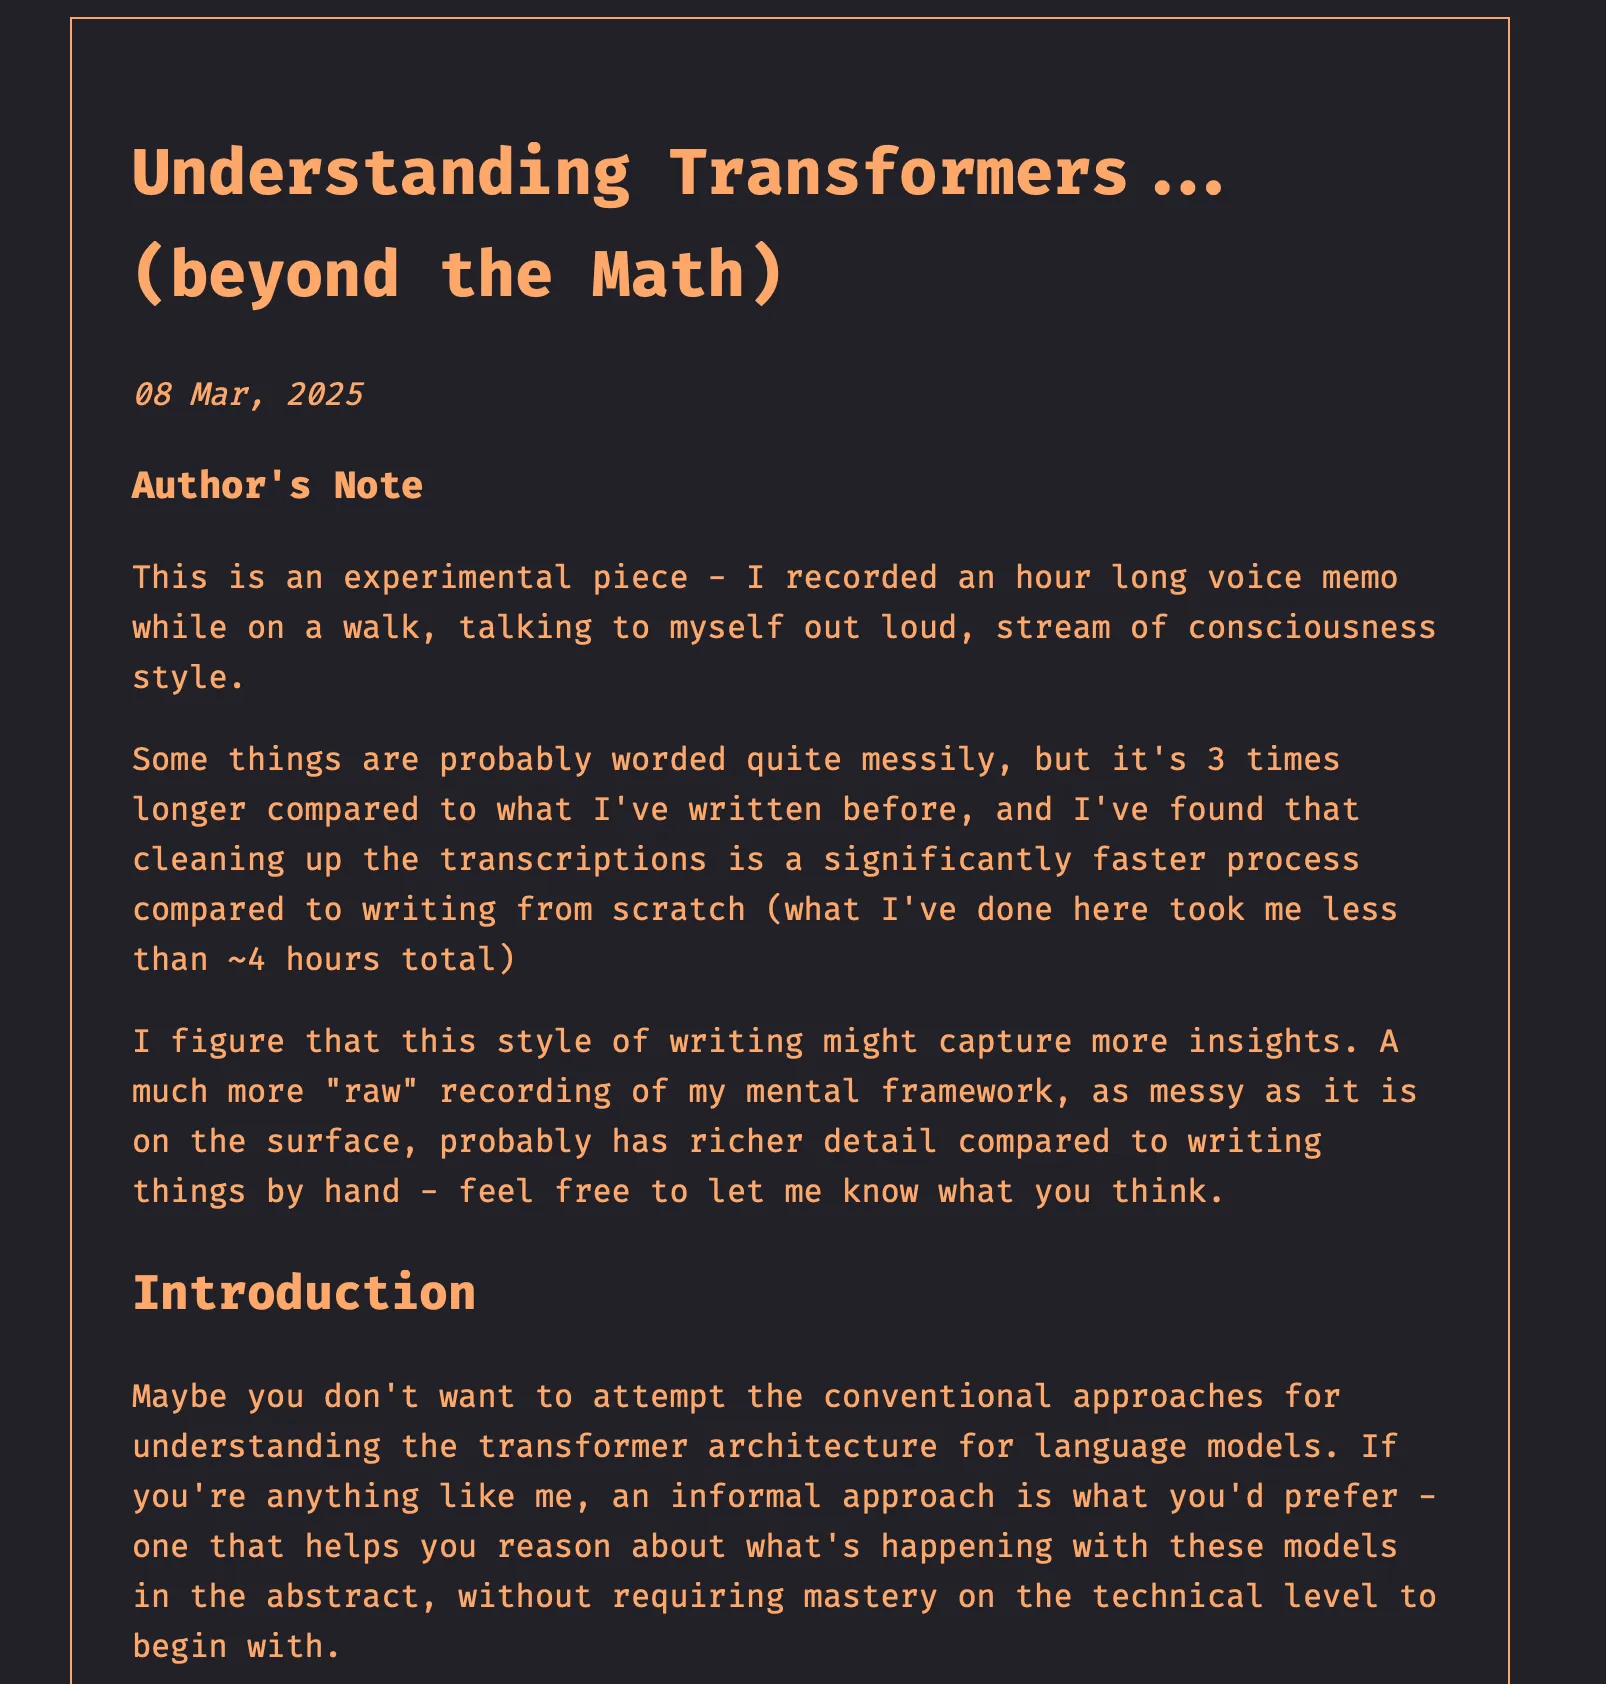 Understanding Transformers...
(beyond the Math)
08 Mar, 2025
Author's Note
This is an experimental piece - I recorded an hour long voice memo
while on a walk, talking to myself out loud, stream of consciousness
style.
Some things are probably worded quite messily, but it's 3 times
longer compared to what I've written before, and I've found that
cleaning up the transcriptions is a significantly faster process
compared to writing from scratch (what I've done here took me less
than ~4 hours total)
I figure that this style of writing might capture more insights. A
much more "raw" recording of my mental framework, as messy as it is
on the surface, probably has richer detail compared to writing
things by hand - feel free to let me know what you think.
Introduction
Maybe you don't want to attempt the conventional approaches for
understanding the transformer architecture for language models. If
you're anything like me, an informal approach is what you'd prefer -
one that helps you reason about what's happening with these models
in the abstract, without requiring mastery on the technical level to
begin with.